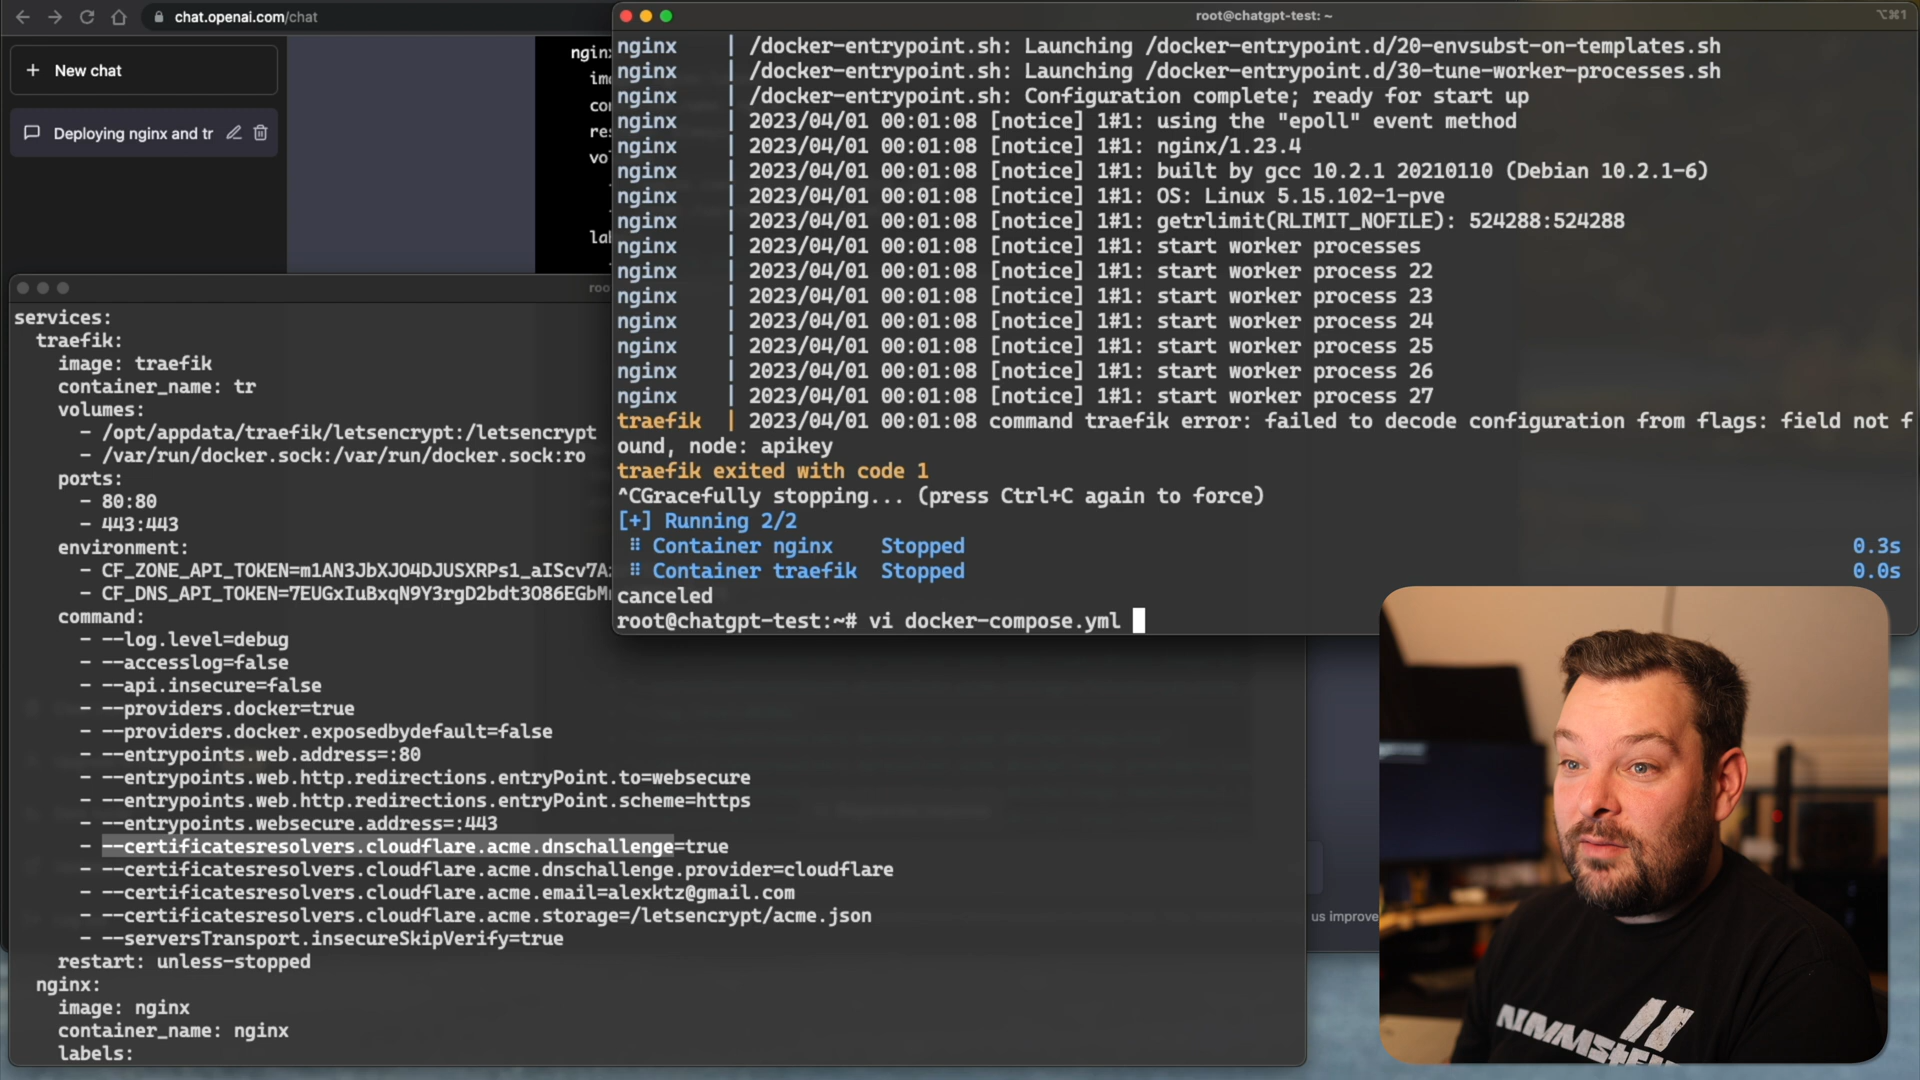 chat.openai.com/chat
New chat
Deploying nginx and tr
root@chatgpt-test: ~
⌥⌘1
nginx | /docker-entrypoint.sh: Launching /docker-entrypoint.d/20-envsubst-on-templates.sh
nginx | /docker-entrypoint.sh: Launching /docker-entrypoint.d/30-tune-worker-processes.sh
nginx | /docker-entrypoint.sh: Configuration complete; ready for start up
nginx | 2023/04/01 00:01:08 [notice] 1#1: using the "epoll" event method
nginx | 2023/04/01 00:01:08 [notice] 1#1: nginx/1.23.4
nginx | 2023/04/01 00:01:08 [notice] 1#1: built by gcc 10.2.1 20210110 (Debian 10.2.1-6)
nginx | 2023/04/01 00:01:08 [notice] 1#1: OS: Linux 5.15.102-1-pve
nginx | 2023/04/01 00:01:08 [notice] 1#1: getrlimit(RLIMIT_NOFILE): 524288:524288
nginx | 2023/04/01 00:01:08 [notice] 1#1: start worker processes
nginx | 2023/04/01 00:01:08 [notice] 1#1: start worker process 22
nginx | 2023/04/01 00:01:08 [notice] 1#1: start worker process 23
nginx | 2023/04/01 00:01:08 [notice] 1#1: start worker process 24
nginx | 2023/04/01 00:01:08 [notice] 1#1: start worker process 25
nginx | 2023/04/01 00:01:08 [notice] 1#1: start worker process 26
nginx | 2023/04/01 00:01:08 [notice] 1#1: start worker process 27
traefik | 2023/04/01 00:01:08 command traefik error: failed to decode configuration from flags: field not f
ound, node: apikey
traefik exited with code 1
^CGracefully stopping... (press Ctrl+C again to force)
[+] Running 2/2
⠿ Container nginx Stopped 0.3s
⠿ Container traefik Stopped 0.0s
canceled
root@chatgpt-test:~# vi docker-compose.yml
services:
traefik:
image: traefik
container_name: tr
volumes:
- /opt/appdata/traefik/letsencrypt:/letsencrypt
- /var/run/docker.sock:/var/run/docker.sock:ro
ports:
- 80:80
- 443:443
environment:
- CF_ZONE_API_TOKEN=m1AN3JbXJO4DJUSXRPs1_aIScv7A
- CF_DNS_API_TOKEN=7EUGxIuBxqN9Y3rgD2bdt3O86EGbM
command:
- --log.level=debug
- --accesslog=false
- --api.insecure=false
- --providers.docker=true
- --providers.docker.exposedbydefault=false
- --entrypoints.web.address=:80
- --entrypoints.web.http.redirections.entryPoint.to=websecure
- --entrypoints.web.http.redirections.entryPoint.scheme=https
- --entrypoints.websecure.address=:443
- --certificatesresolvers.cloudflare.acme.dnschallenge=true
- --certificatesresolvers.cloudflare.acme.dnschallenge.provider=cloudflare
- --certificatesresolvers.cloudflare.acme.email=alexktz@gmail.com
- --certificatesresolvers.cloudflare.acme.storage=/letsencrypt/acme.json
- --serversTransport.insecureSkipVerify=true
restart: unless-stopped
nginx:
image: nginx
container_name: nginx
labels:
us improve